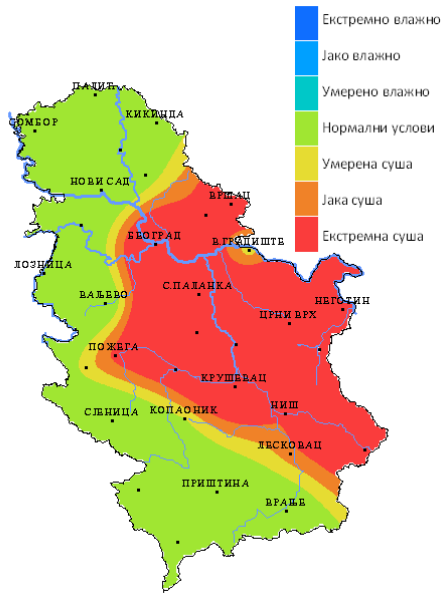 Екстремно влажно
Јако влажно
Умерено влажно
Нормални услови
Умерена суша
Јака суша
Екстремна суша
ПАЛИЋ
СОМБОР
КИКИНДА
НОВИ САД
ВРШАЦ
БЕОГРАД
В.ГРАДИШТЕ
ЛОЗНИЦА
ВАЉЕВО
С.ПАЛАНКА
НЕГОТИН
ЦРНИ ВРХ
ПОЖЕГА
КРУШЕВАЦ
СЈЕНИЦА
КОПАОНИК
НИШ
ЛЕСКОВАЦ
ПРИШТИНА
ВРАЊЕ